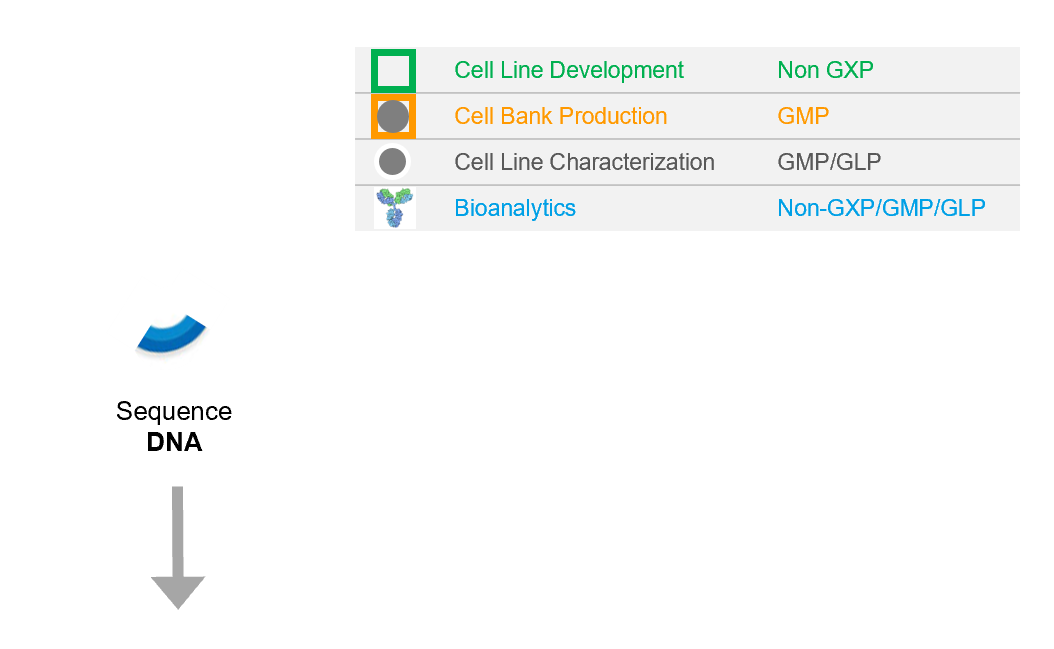 Cell Line Development Non GXP
Cell Bank Production GMP
Cell Line Characterization GMP/GLP
Bioanalytics Non-GXP/GMP/GLP
Sequence
DNA